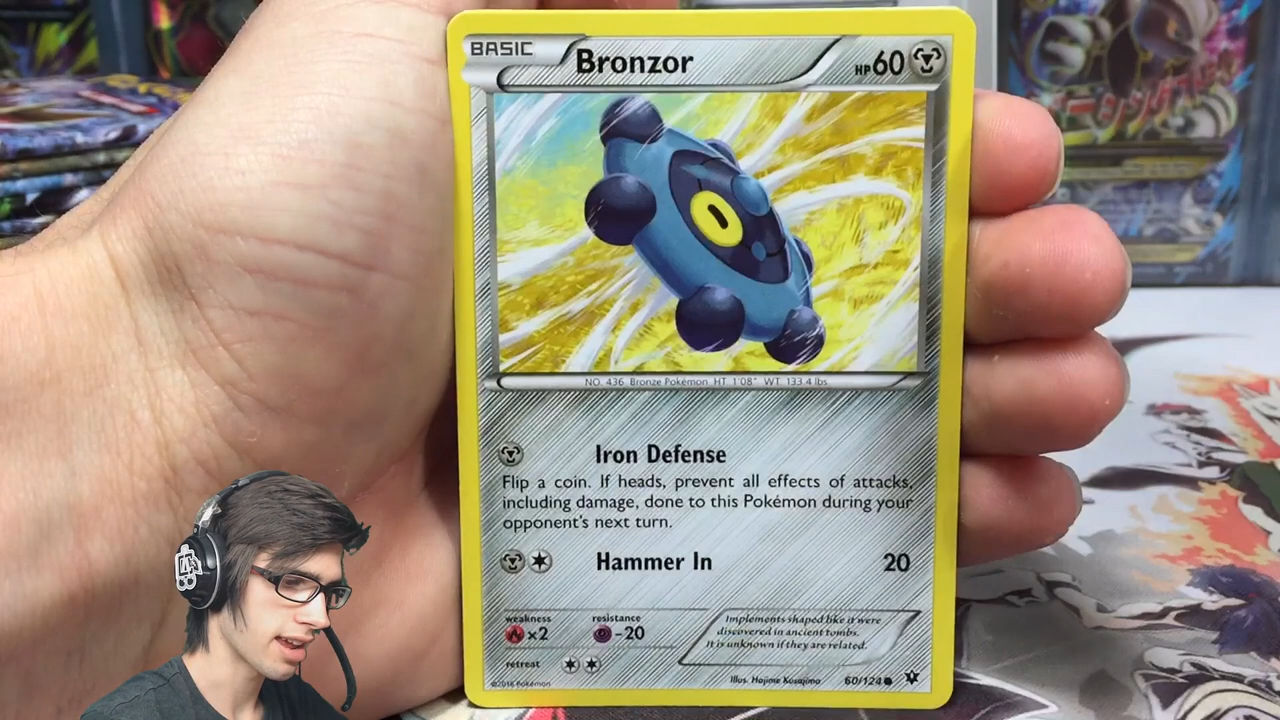 BASIC
Bronzor
HP60
NO. 436 Bronze Pokémon HT 1'08" WT 133.4 lbs
Iron Defense
Flip a coin. If heads, prevent all effects of attacks,
including damage, done to this Pokémon during your
opponent's next turn.
Hammer In 20
weakness resistance
×2 -20
retreat
Implements shaped like it were
discovered in ancient tombs.
It is unknown if they are related.
©2016 Pokémon
Illus. Hajime Kusajima
60/124